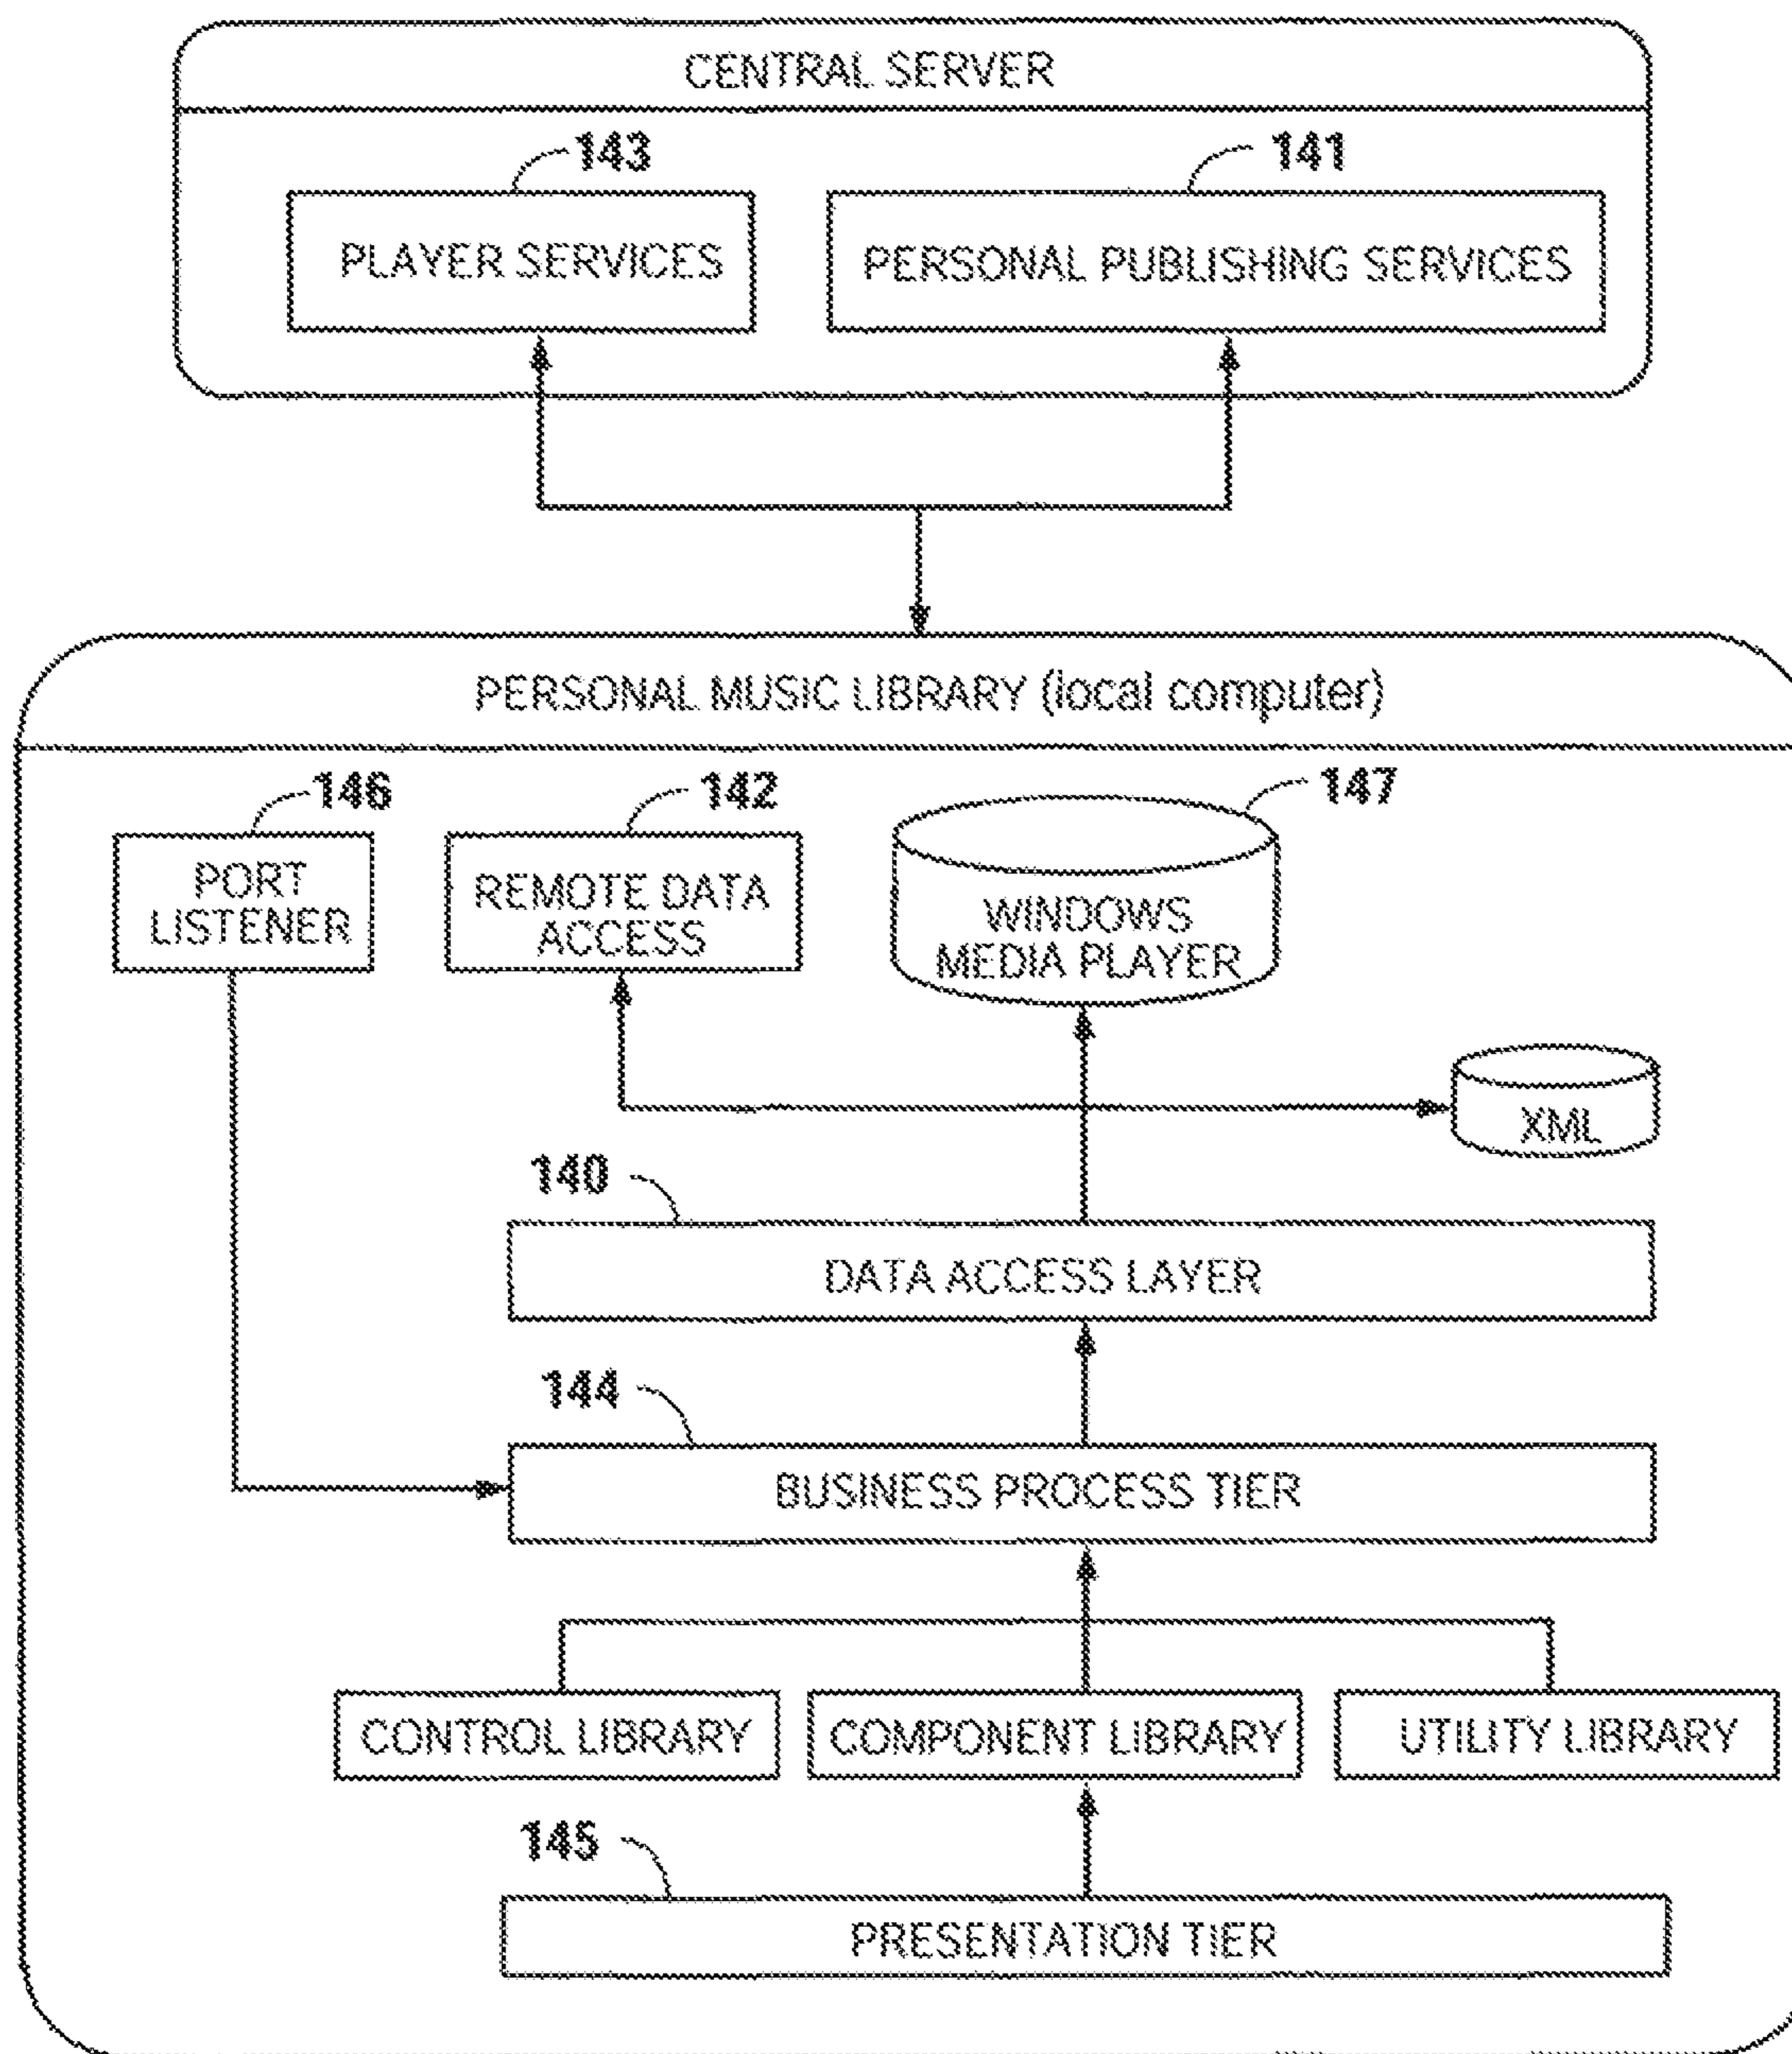 CENTRAL SERVER
143
141
PLAYER SERVICES
PERSONAL PUBLISHING SERVICES
PERSONAL MUSIC LIBRARY (local computer)
146
142
147
PORT
LISTENER
REMOTE DATA
ACCESS
WINDOWS
MEDIA PLAYER
XML
140
DATA ACCESS LAYER
144
BUSINESS PROCESS TIER
CONTROL LIBRARY
COMPONENT LIBRARY
UTILITY LIBRARY
145
PRESENTATION TIER